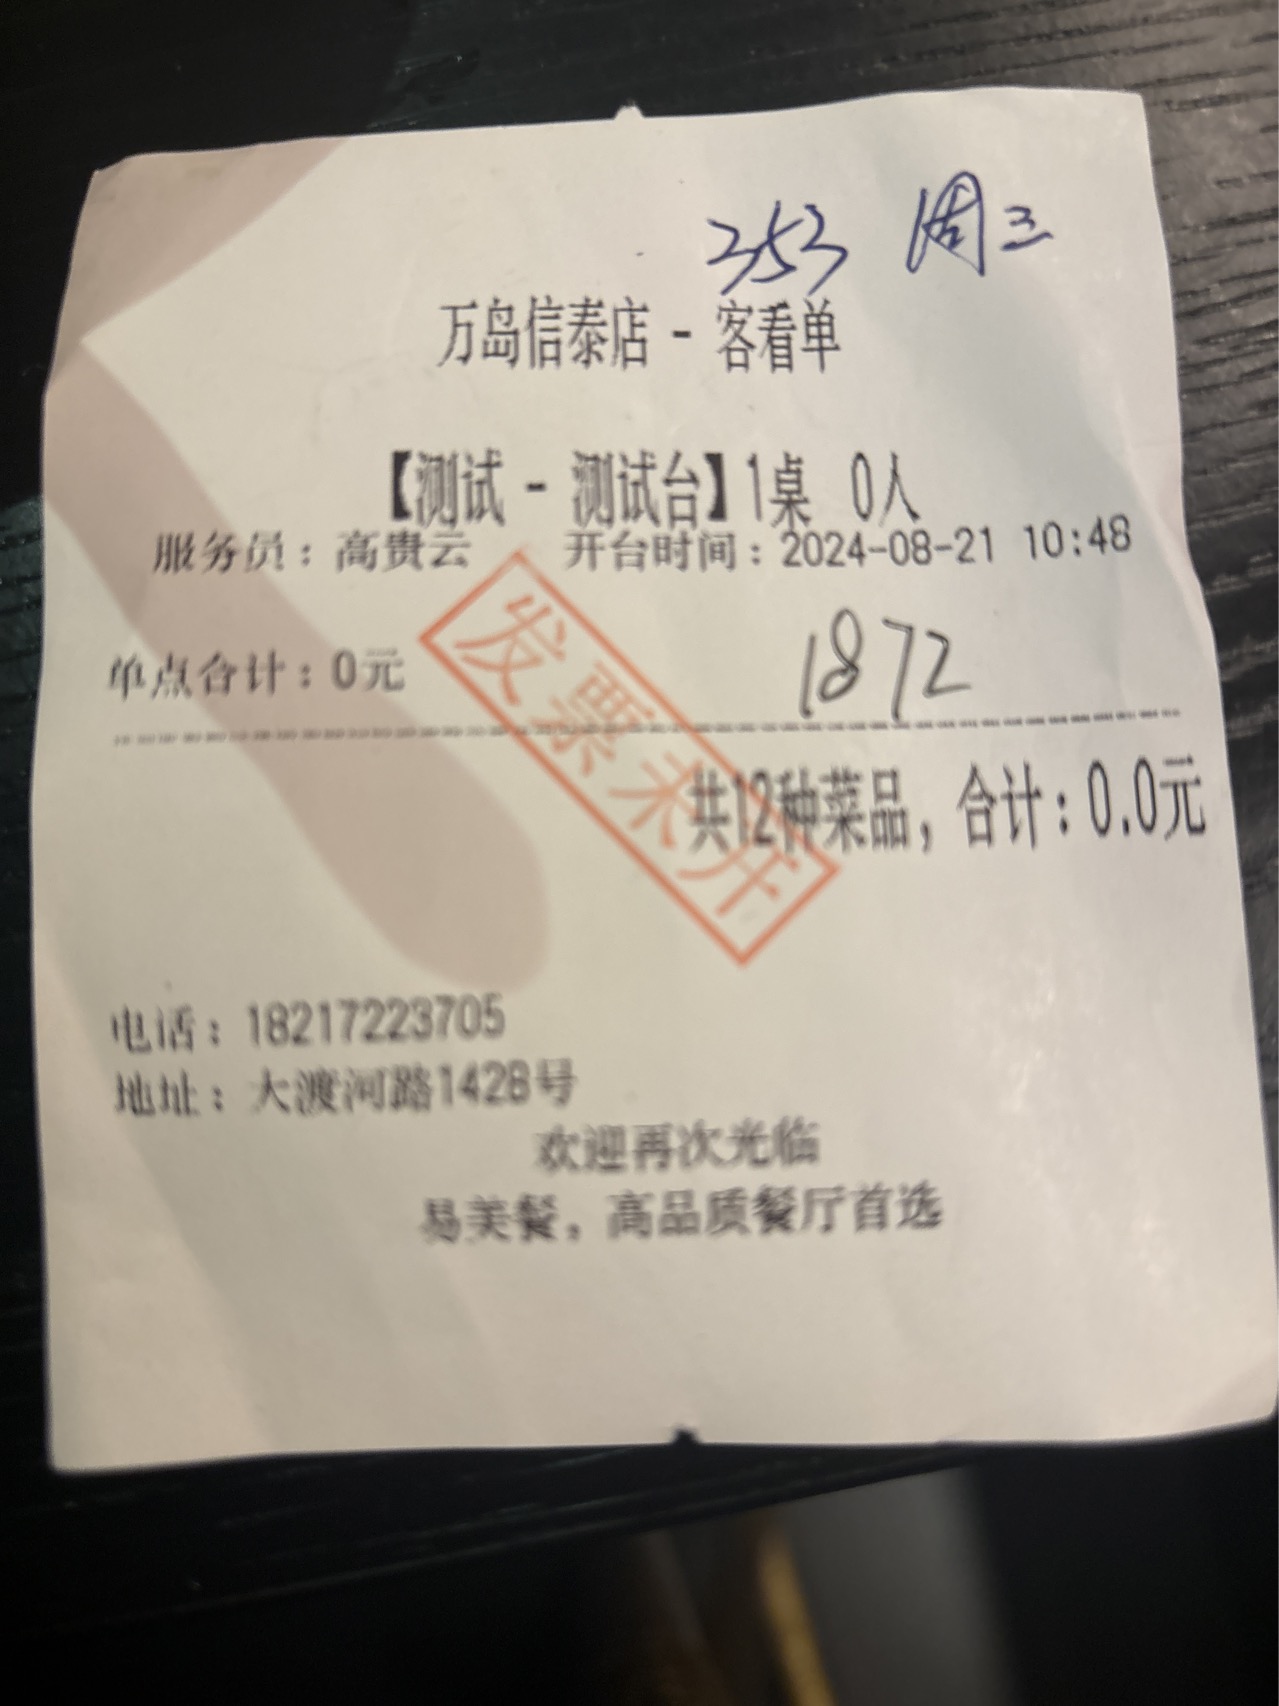 353 周三
万岛信泰店 - 客看单
【测试 - 测试台】1桌 0人
服务员：高贵云 开台时间：2024-08-21 10:48
单点合计：0元 1872
发票未开
共12种菜品，合计：0.0元
电话：18217223705
地址：大渡河路1428号
欢迎再次光临
易美餐，高品质餐厅首选